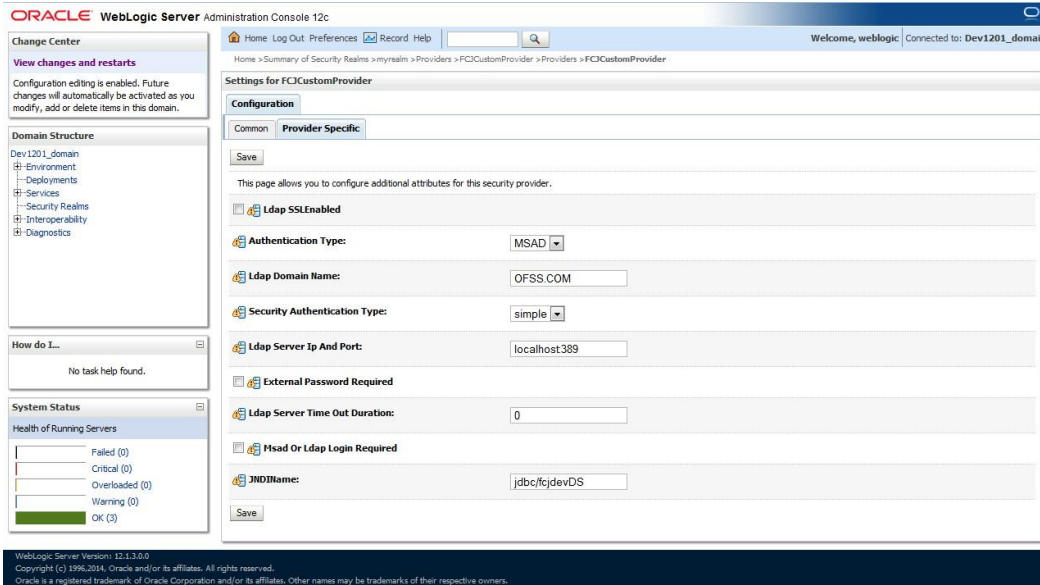 ORACLE WebLogic Server Administration Console 12c
Change Center
View changes and restarts
Configuration editing is enabled. Future
changes will automatically be activated as you
modify, add or delete items in this domain.
Domain Structure
Dev1201_domain
Environment
Deployments
Services
Security Realms
Interoperability
Diagnostics
How do I...
No task help found.
System Status
Health of Running Servers
Failed (0)
Critical (0)
Overloaded (0)
Warning (0)
OK (3)
Home Log Out Preferences Record Help
Welcome, weblogic Connected to: Dev1201_domai
Home >Summary of Security Realms >myrealm >Providers >FCJCustomProvider >Providers >FCJCustomProvider
Settings for FCJCustomProvider
Configuration
Common Provider Specific
Save
This page allows you to configure additional attributes for this security provider.
Ldap SSLEnabled
Authentication Type: MSAD
Ldap Domain Name: OFSS.COM
Security Authentication Type: simple
Ldap Server Ip And Port: localhost:389
External Password Required
Ldap Server Time Out Duration: 0
Msad Or Ldap Login Required
JNDIName: jdbc/fcjdevDS
Save
WebLogic Server Version: 12.1.3.0.0
Copyright (c) 1996,2014, Oracle and/or its affiliates. All rights reserved.
Oracle is a registered trademark of Oracle Corporation and/or its affiliates. Other names may be trademarks of their respective owners.